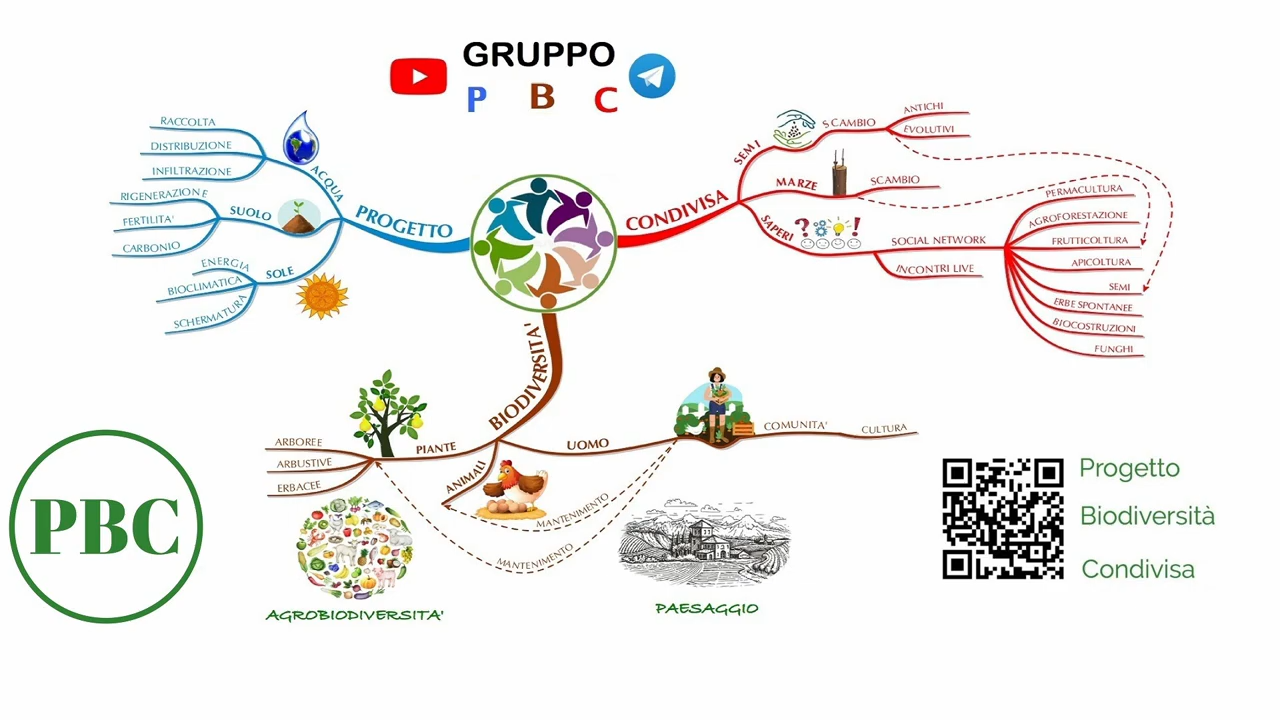 GRUPPO
P B C
PROGETTO
ACQUA
RACCOLTA
DISTRIBUZIONE
INFILTRAZIONE
SUOLO
RIGENERAZIONE
FERTILITA'
CARBONIO
SOLE
ENERGIA
BIOCLIMATICA
SCHERMATURA
CONDIVISA
SEMI
SCAMBIO
ANTICHI
EVOLUTIVI
MARZE
SCAMBIO
SAPERI
SOCIAL NETWORK
INCONTRI LIVE
PERMACULTURA
AGROFORESTAZIONE
FRUTTICOLTURA
APICOLTURA
SEMI
ERBE SPONTANEE
BIOCOSTRUZIONI
FUNGHI
BIODIVERSITA'
PIANTE
ARBOREE
ARBUSTIVE
ERBACEE
ANIMALI
UOMO
COMUNITA'
CULTURA
MANTENIMENTO
MANTENIMENTO
AGROBIODIVERSITA'
PAESAGGIO
PBC
Progetto
Biodiversità
Condivisa